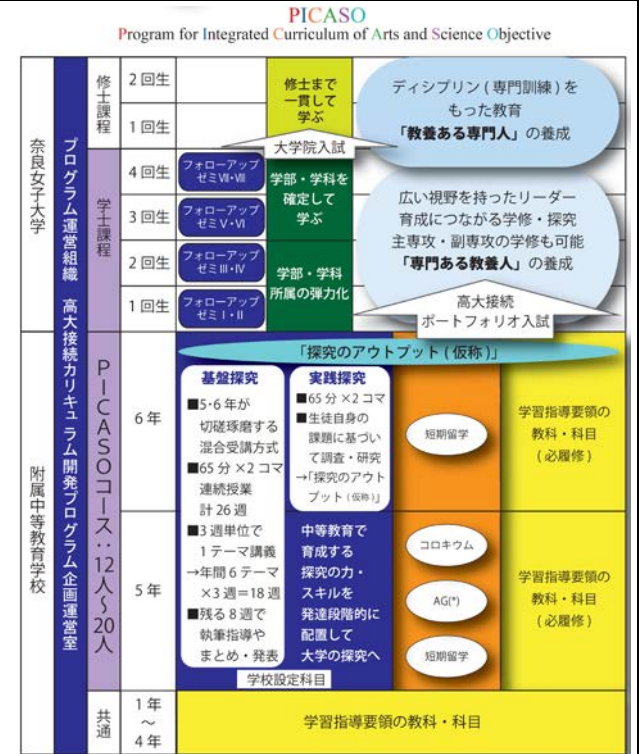 PICASO
Program for Integrated Curriculum of Arts and Science Objective
奈良女子大学
附属中等教育学校
プログラム運営組織 高大接続カリキュラム開発プログラム企画運営室
修士課程
学士課程
PICASOコース：12人～20人
共通
2回生
1回生
4回生
3回生
2回生
1回生
6年
5年
1年
～
4年
修士まで
一貫して
学ぶ
大学院入試
ディシプリン(専門訓練)を
もった教育
「教養ある専門人」の養成
フォローアップ
ゼミVII・VII
フォローアップ
ゼミV・VI
フォローアップ
ゼミIII・IV
フォローアップ
ゼミI・II
学部・学科を
確定して
学ぶ
学部・学科
所属の弾力化
広い視野を持ったリーダー
育成につながる学修・探究
主専攻・副専攻の学修も可能
「専門ある教養人」の養成
高大接続
ポートフォリオ入試
「探究のアウトプット(仮称)」
基盤探究
■5・6年が
切磋琢磨する
混合受講方式
■65分×2コマ
連続授業
計26週
■3週単位で
1テーマ講義
→年間6テーマ
×3週＝18週
■残る8週で
執筆指導や
まとめ・発表
実践探究
■65分×2コマ
■生徒自身の
課題に基づい
て調査・研究
→「探究のアウト
プット(仮称)」
中等教育で
育成する
探究の力・
スキルを
発達段階的に
配置して
大学の探究へ
学校設定科目
短期留学
コロキウム
AG(*)
短期留学
学習指導要領の
教科・科目
(必履修)
学習指導要領の
教科・科目
(必履修)
学習指導要領の教科・科目